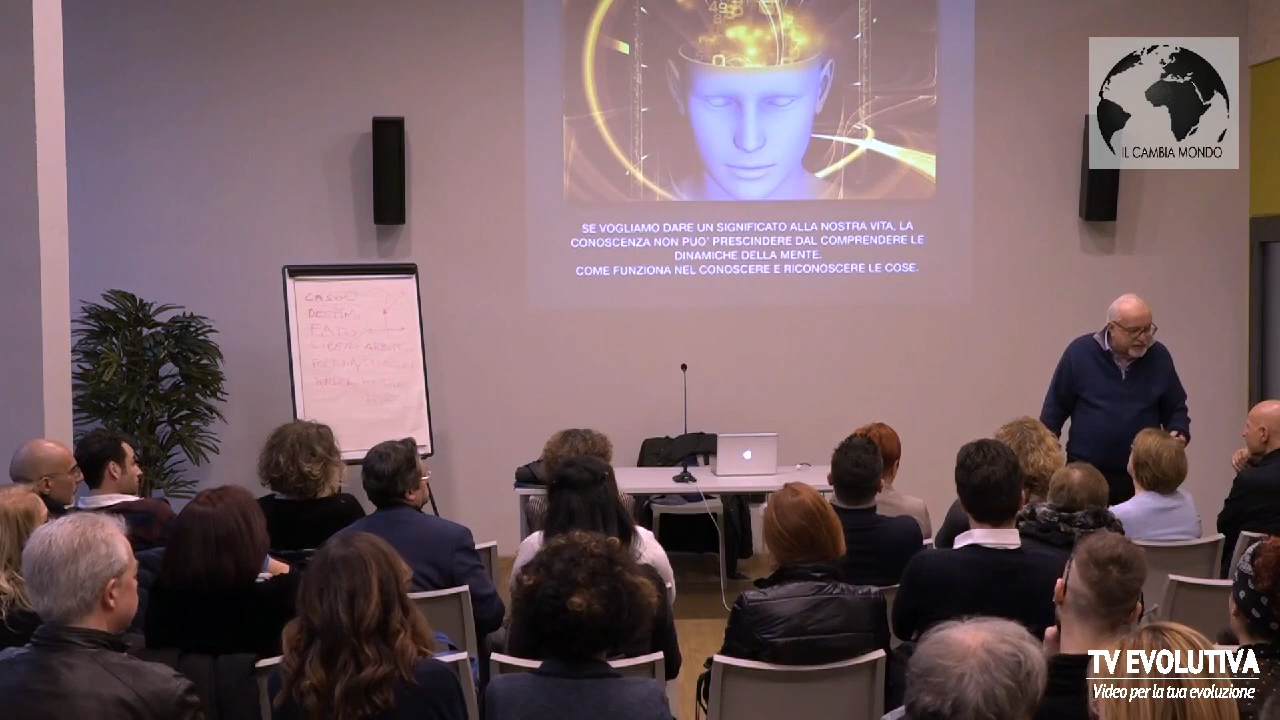 49
IL CAMBIA MONDO
SE VOGLIAMO DARE UN SIGNIFICATO ALLA NOSTRA VITA, LA
CONOSCENZA NON PUO' PRESCINDERE DAL COMPRENDERE LE
DINAMICHE DELLA MENTE.
COME FUNZIONA NEL CONOSCERE E RICONOSCERE LE COSE.
CASUO
DESTINO
FATO
TV EVOLUTIVA
Video per la tua evoluzione